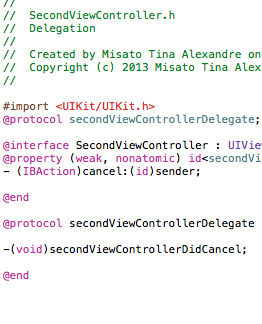 //
//  SecondViewController.h
//  Delegation
//
//  Created by Misato Tina Alexandre on
//  Copyright (c) 2013 Misato Tina Alex
//
#import <UIKit/UIKit.h>
@protocol secondViewControllerDelegate;
@interface SecondViewController : UIView
@property (weak, nonatomic) id<secondVi
- (IBAction)cancel:(id)sender;
@end
@protocol secondViewControllerDelegate
-(void)secondViewControllerDidCancel;
@end